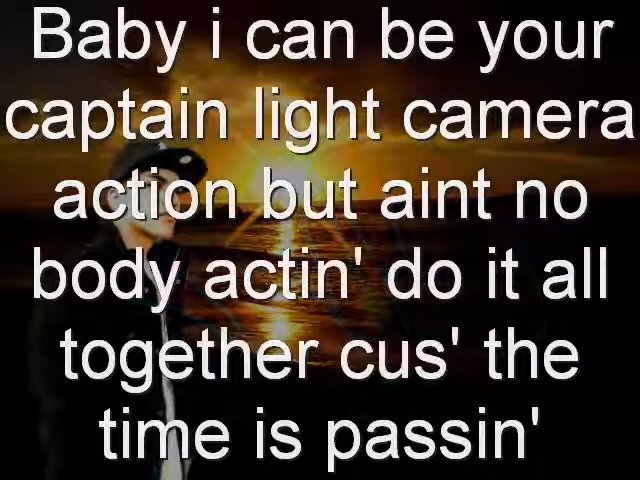 Baby i can be your
captain light camera
action but aint no
body actin' do it all
together cus' the
time is passin'